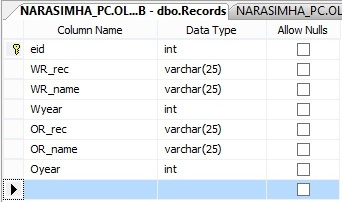 NARASIMHA_PC.OL...B - dbo.Records NARASIMHA_PC.OL
Column Name Data Type Allow Nulls
eid int
WR_rec varchar(25)
WR_name varchar(25)
Wyear int
OR_rec varchar(25)
OR_name varchar(25)
Oyear int